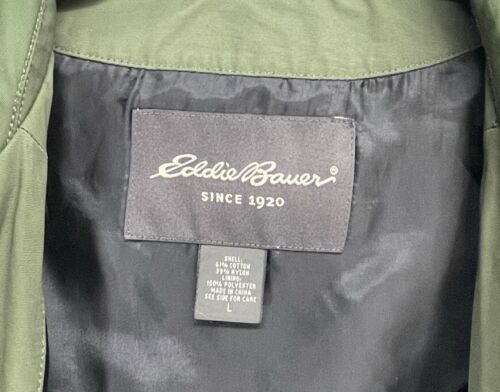 Eddie Bauer®
SINCE 1920
SHELL:
61% COTTON
39% NYLON
LINING:
100% POLYESTER
MADE IN CHINA
SEE SIDE FOR CARE
L